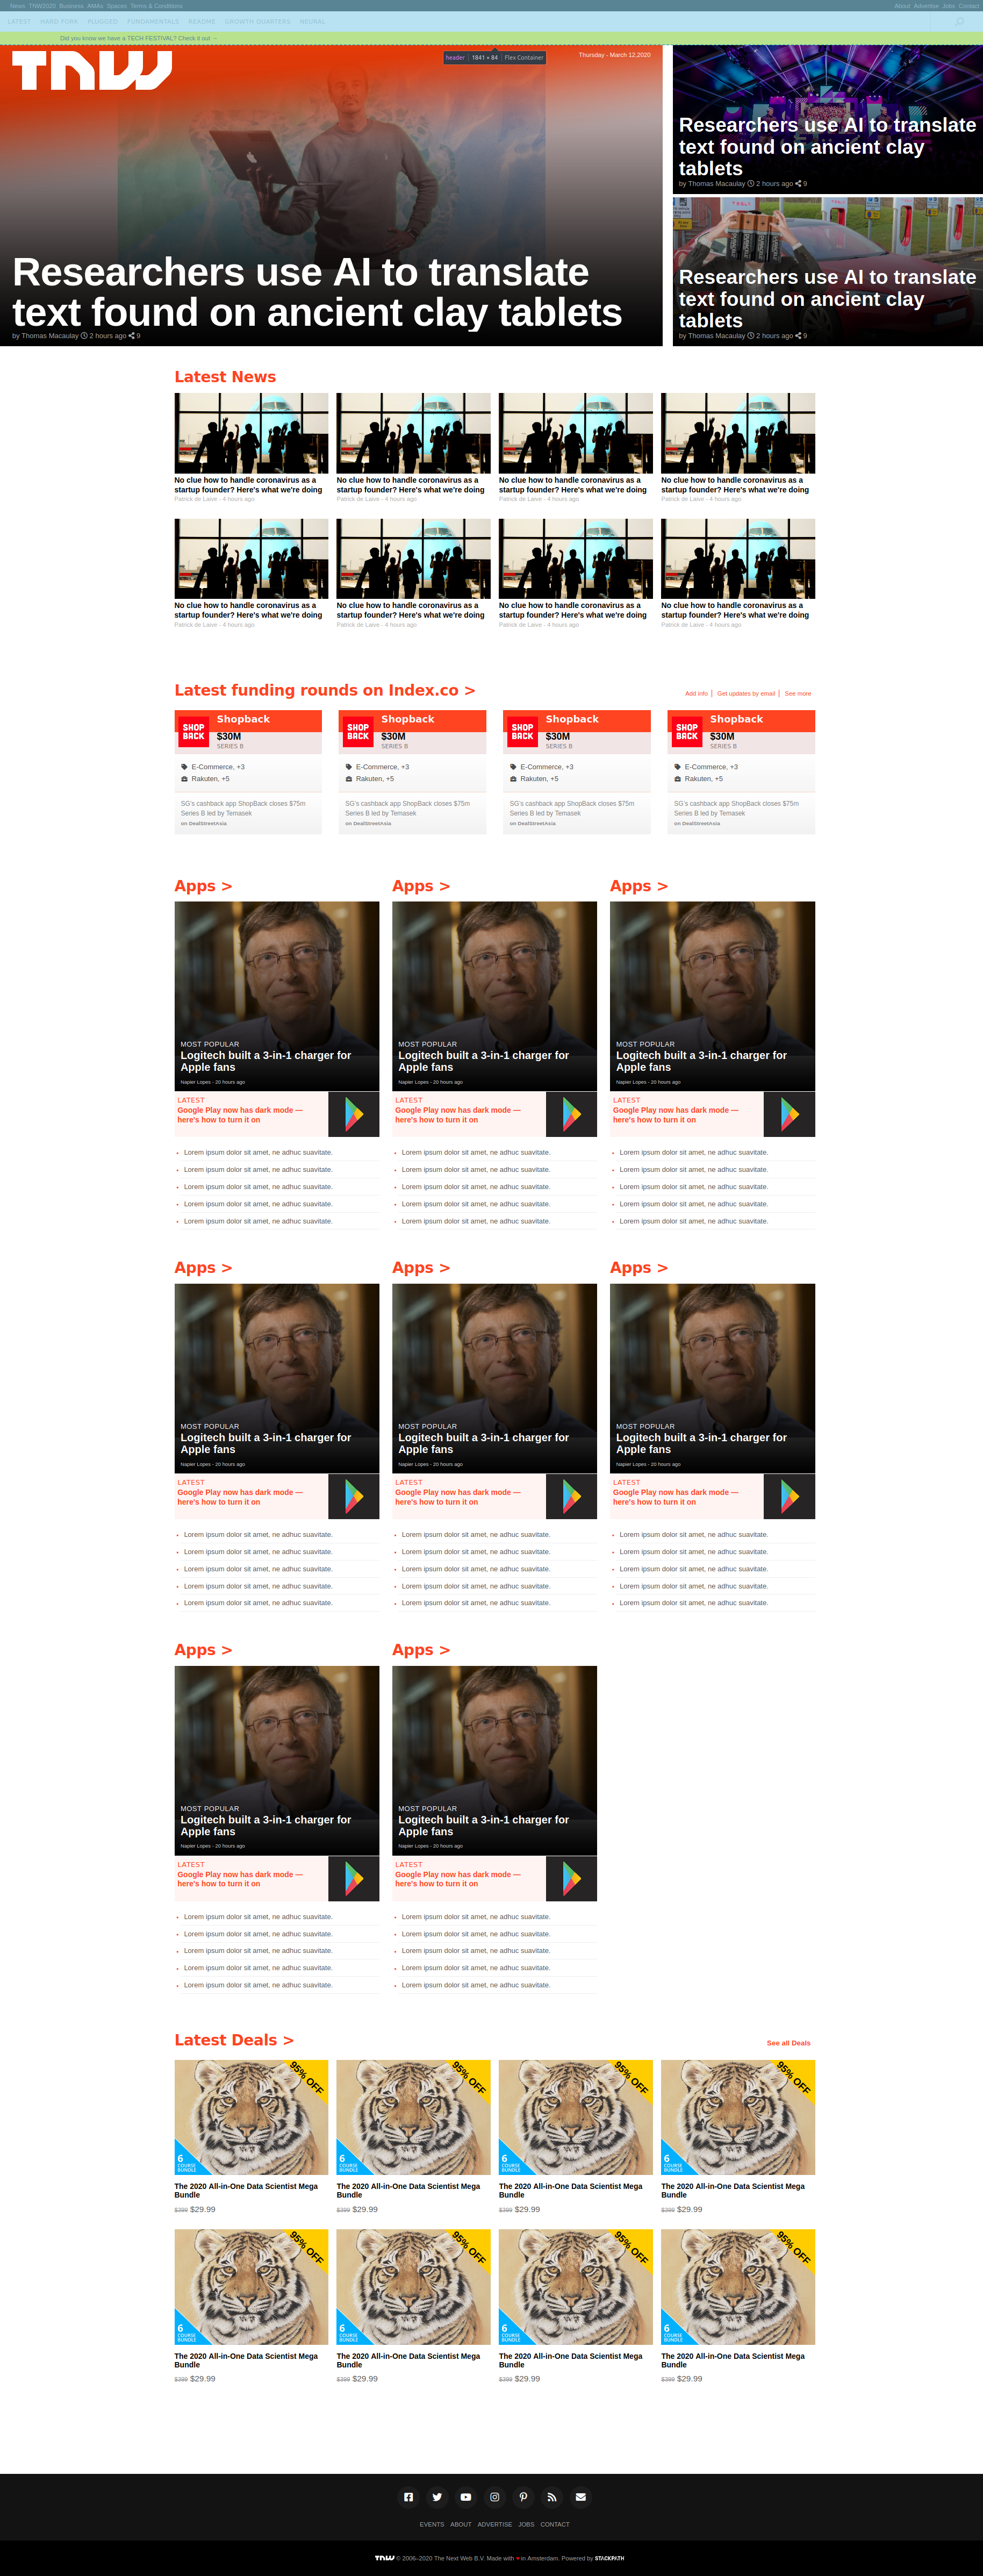 News TNW2020 Business AMAs Spaces Terms & Conditions
About Advertise Jobs Contact
LATEST HARD FORK PLUGGED FUNDAMENTALS README GROWTH QUARTERS NEURAL
Did you know we have a TECH FESTIVAL? Check it out →
header 1841 × 84 Flex Container
TNW
Thursday - March 12.2020
Researchers use AI to translate
text found on ancient clay tablets
by Thomas Macaulay 2 hours ago 9
Researchers use AI to translate
text found on ancient clay
tablets
by Thomas Macaulay 2 hours ago 9
Researchers use AI to translate
text found on ancient clay
tablets
by Thomas Macaulay 2 hours ago 9
Latest News
No clue how to handle coronavirus as a
startup founder? Here's what we're doing
Patrick de Laive - 4 hours ago
No clue how to handle coronavirus as a
startup founder? Here's what we're doing
Patrick de Laive - 4 hours ago
No clue how to handle coronavirus as a
startup founder? Here's what we're doing
Patrick de Laive - 4 hours ago
No clue how to handle coronavirus as a
startup founder? Here's what we're doing
Patrick de Laive - 4 hours ago
No clue how to handle coronavirus as a
startup founder? Here's what we're doing
Patrick de Laive - 4 hours ago
No clue how to handle coronavirus as a
startup founder? Here's what we're doing
Patrick de Laive - 4 hours ago
No clue how to handle coronavirus as a
startup founder? Here's what we're doing
Patrick de Laive - 4 hours ago
No clue how to handle coronavirus as a
startup founder? Here's what we're doing
Patrick de Laive - 4 hours ago
Latest funding rounds on Index.co >
Add info | Get updates by email | See more
SHOP
BACK
Shopback
$30M
SERIES B
E-Commerce, +3
Rakuten, +5
SG's cashback app ShopBack closes $75m
Series B led by Temasek
on DealStreetAsia
SHOP
BACK
Shopback
$30M
SERIES B
E-Commerce, +3
Rakuten, +5
SG's cashback app ShopBack closes $75m
Series B led by Temasek
on DealStreetAsia
SHOP
BACK
Shopback
$30M
SERIES B
E-Commerce, +3
Rakuten, +5
SG's cashback app ShopBack closes $75m
Series B led by Temasek
on DealStreetAsia
SHOP
BACK
Shopback
$30M
SERIES B
E-Commerce, +3
Rakuten, +5
SG's cashback app ShopBack closes $75m
Series B led by Temasek
on DealStreetAsia
Apps >
MOST POPULAR
Logitech built a 3-in-1 charger for
Apple fans
Napier Lopes - 20 hours ago
LATEST
Google Play now has dark mode —
here's how to turn it on
Lorem ipsum dolor sit amet, ne adhuc suavitate.
Lorem ipsum dolor sit amet, ne adhuc suavitate.
Lorem ipsum dolor sit amet, ne adhuc suavitate.
Lorem ipsum dolor sit amet, ne adhuc suavitate.
Lorem ipsum dolor sit amet, ne adhuc suavitate.
Apps >
MOST POPULAR
Logitech built a 3-in-1 charger for
Apple fans
Napier Lopes - 20 hours ago
LATEST
Google Play now has dark mode —
here's how to turn it on
Lorem ipsum dolor sit amet, ne adhuc suavitate.
Lorem ipsum dolor sit amet, ne adhuc suavitate.
Lorem ipsum dolor sit amet, ne adhuc suavitate.
Lorem ipsum dolor sit amet, ne adhuc suavitate.
Lorem ipsum dolor sit amet, ne adhuc suavitate.
Apps >
MOST POPULAR
Logitech built a 3-in-1 charger for
Apple fans
Napier Lopes - 20 hours ago
LATEST
Google Play now has dark mode —
here's how to turn it on
Lorem ipsum dolor sit amet, ne adhuc suavitate.
Lorem ipsum dolor sit amet, ne adhuc suavitate.
Lorem ipsum dolor sit amet, ne adhuc suavitate.
Lorem ipsum dolor sit amet, ne adhuc suavitate.
Lorem ipsum dolor sit amet, ne adhuc suavitate.
Apps >
MOST POPULAR
Logitech built a 3-in-1 charger for
Apple fans
Napier Lopes - 20 hours ago
LATEST
Google Play now has dark mode —
here's how to turn it on
Lorem ipsum dolor sit amet, ne adhuc suavitate.
Lorem ipsum dolor sit amet, ne adhuc suavitate.
Lorem ipsum dolor sit amet, ne adhuc suavitate.
Lorem ipsum dolor sit amet, ne adhuc suavitate.
Lorem ipsum dolor sit amet, ne adhuc suavitate.
Apps >
MOST POPULAR
Logitech built a 3-in-1 charger for
Apple fans
Napier Lopes - 20 hours ago
LATEST
Google Play now has dark mode —
here's how to turn it on
Lorem ipsum dolor sit amet, ne adhuc suavitate.
Lorem ipsum dolor sit amet, ne adhuc suavitate.
Lorem ipsum dolor sit amet, ne adhuc suavitate.
Lorem ipsum dolor sit amet, ne adhuc suavitate.
Lorem ipsum dolor sit amet, ne adhuc suavitate.
Apps >
MOST POPULAR
Logitech built a 3-in-1 charger for
Apple fans
Napier Lopes - 20 hours ago
LATEST
Google Play now has dark mode —
here's how to turn it on
Lorem ipsum dolor sit amet, ne adhuc suavitate.
Lorem ipsum dolor sit amet, ne adhuc suavitate.
Lorem ipsum dolor sit amet, ne adhuc suavitate.
Lorem ipsum dolor sit amet, ne adhuc suavitate.
Lorem ipsum dolor sit amet, ne adhuc suavitate.
Apps >
MOST POPULAR
Logitech built a 3-in-1 charger for
Apple fans
Napier Lopes - 20 hours ago
LATEST
Google Play now has dark mode —
here's how to turn it on
Lorem ipsum dolor sit amet, ne adhuc suavitate.
Lorem ipsum dolor sit amet, ne adhuc suavitate.
Lorem ipsum dolor sit amet, ne adhuc suavitate.
Lorem ipsum dolor sit amet, ne adhuc suavitate.
Lorem ipsum dolor sit amet, ne adhuc suavitate.
Apps >
MOST POPULAR
Logitech built a 3-in-1 charger for
Apple fans
Napier Lopes - 20 hours ago
LATEST
Google Play now has dark mode —
here's how to turn it on
Lorem ipsum dolor sit amet, ne adhuc suavitate.
Lorem ipsum dolor sit amet, ne adhuc suavitate.
Lorem ipsum dolor sit amet, ne adhuc suavitate.
Lorem ipsum dolor sit amet, ne adhuc suavitate.
Lorem ipsum dolor sit amet, ne adhuc suavitate.
Latest Deals >
See all Deals
95% OFF
6
COURSE
BUNDLE
The 2020 All-in-One Data Scientist Mega
Bundle
$399 $29.99
95% OFF
6
COURSE
BUNDLE
The 2020 All-in-One Data Scientist Mega
Bundle
$399 $29.99
95% OFF
6
COURSE
BUNDLE
The 2020 All-in-One Data Scientist Mega
Bundle
$399 $29.99
95% OFF
6
COURSE
BUNDLE
The 2020 All-in-One Data Scientist Mega
Bundle
$399 $29.99
95% OFF
6
COURSE
BUNDLE
The 2020 All-in-One Data Scientist Mega
Bundle
$399 $29.99
95% OFF
6
COURSE
BUNDLE
The 2020 All-in-One Data Scientist Mega
Bundle
$399 $29.99
95% OFF
6
COURSE
BUNDLE
The 2020 All-in-One Data Scientist Mega
Bundle
$399 $29.99
95% OFF
6
COURSE
BUNDLE
The 2020 All-in-One Data Scientist Mega
Bundle
$399 $29.99
EVENTS ABOUT ADVERTISE JOBS CONTACT
TNW © 2006–2020 The Next Web B.V. Made with ♥ in Amsterdam. Powered by STACKPATH